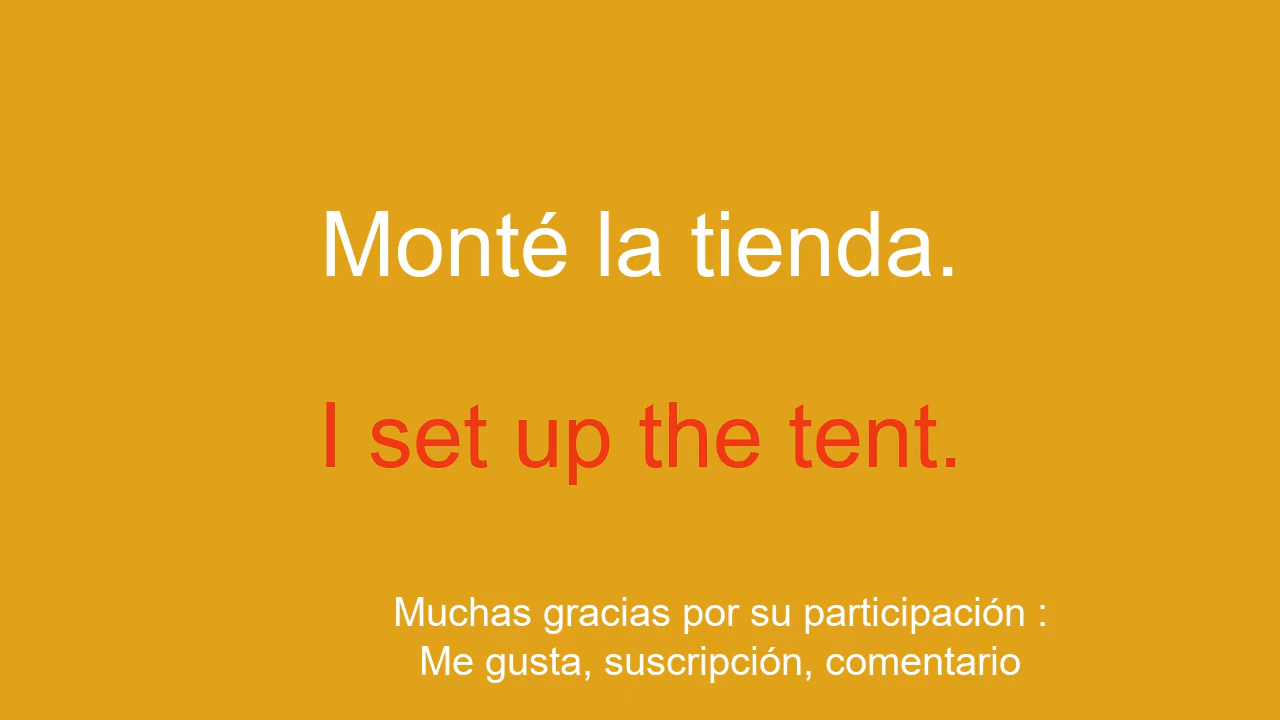 Monté la tienda.
I set up the tent.
Muchas gracias por su participación :
Me gusta, suscripción, comentario